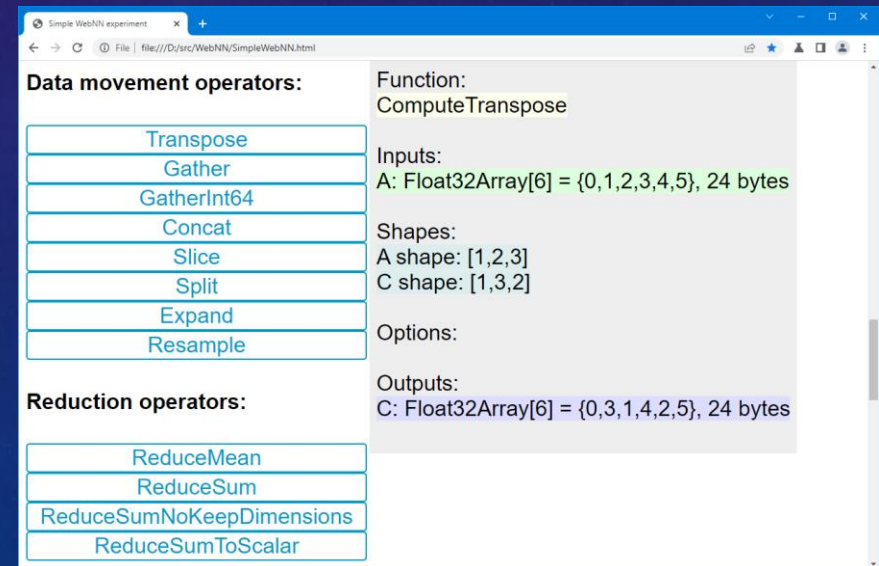 Simple WebNN experiment
File | file:///D:/src/WebNN/SimpleWebNN.html
Data movement operators:
Transpose
Gather
GatherInt64
Concat
Slice
Split
Expand
Resample
Reduction operators:
ReduceMean
ReduceSum
ReduceSumNoKeepDimensions
ReduceSumToScalar
Function:
ComputeTranspose
Inputs:
A: Float32Array[6] = {0,1,2,3,4,5}, 24 bytes
Shapes:
A shape: [1,2,3]
C shape: [1,3,2]
Options:
Outputs:
C: Float32Array[6] = {0,3,1,4,2,5}, 24 bytes